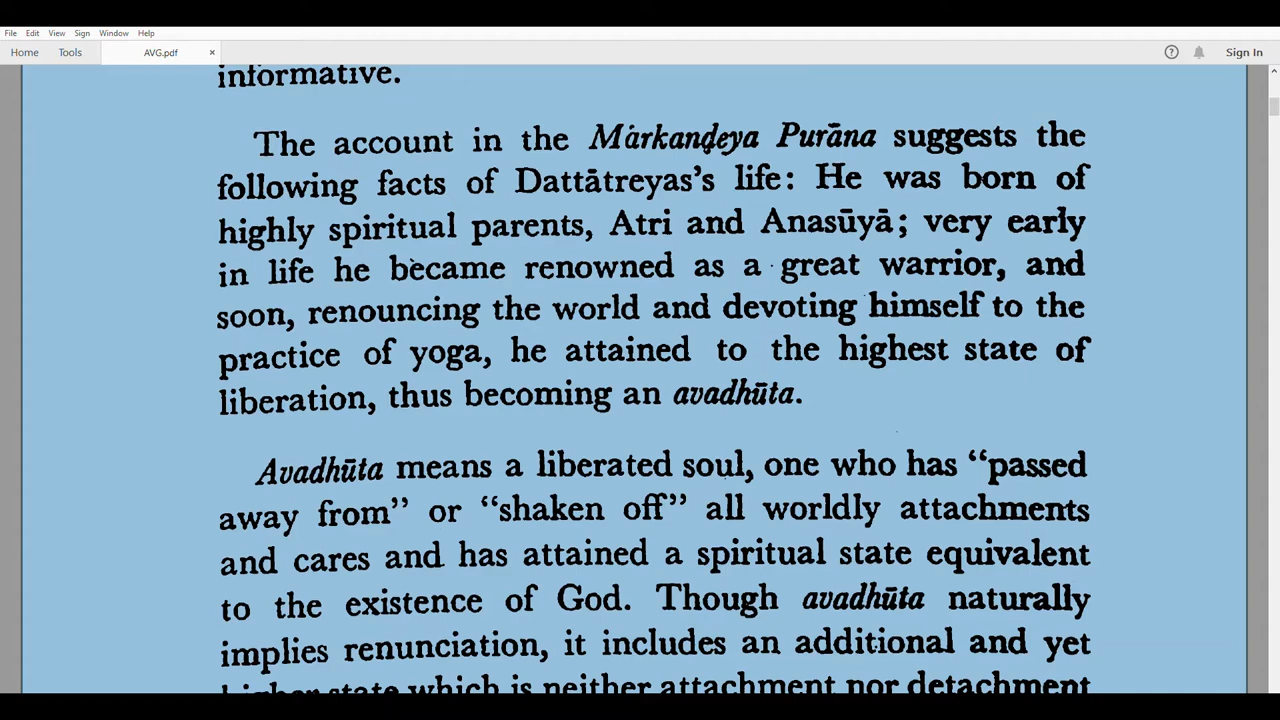 File Edit View Sign Window Help
Home Tools AVG.pdf × ? Sign In
informative.
The account in the Mārkandeya Purāna suggests the
following facts of Dattātreyas's life: He was born of
highly spiritual parents, Atri and Anasūyā; very early
in life he became renowned as a great warrior, and
soon, renouncing the world and devoting himself to the
practice of yoga, he attained to the highest state of
liberation, thus becoming an avadhūta.
Avadhūta means a liberated soul, one who has “passed
away from” or “shaken off” all worldly attachments
and cares and has attained a spiritual state equivalent
to the existence of God. Though avadhūta naturally
implies renunciation, it includes an additional and yet
higher state which is neither attachment nor detachment